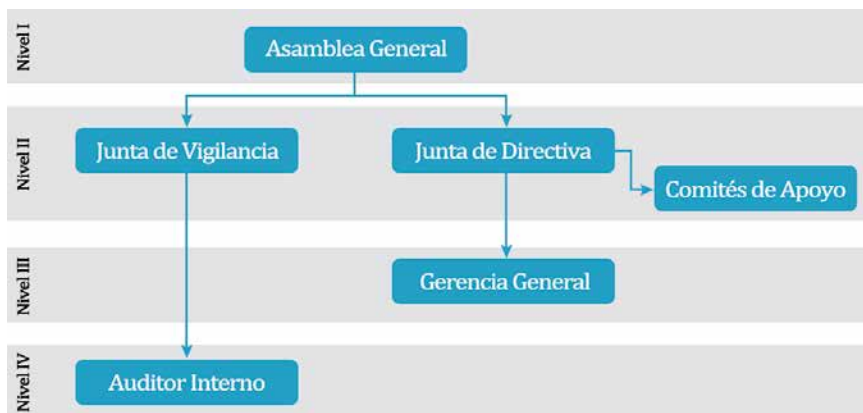 Nivel I
Asamblea General
Nivel II
Junta de Vigilancia
Junta de Directiva
Comités de Apoyo
Nivel III
Gerencia General
Nivel IV
Auditor Interno